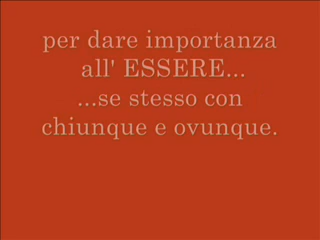 per dare importanza
all' ESSERE...
...se stesso con
chiunque e ovunque.